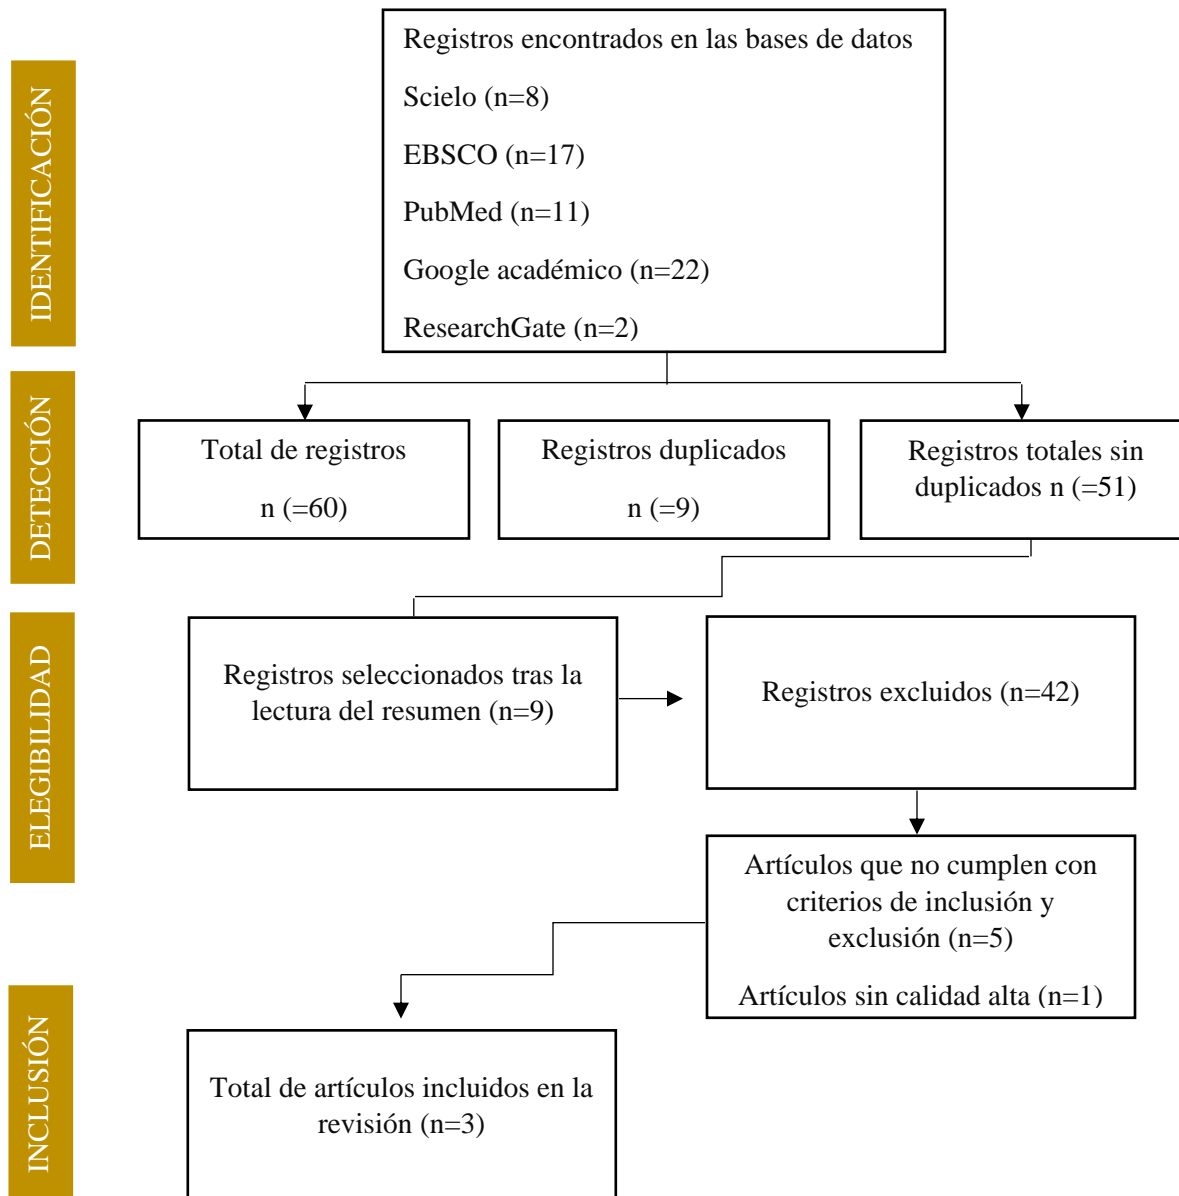 IDENTIFICACIÓN
Registros encontrados en las bases de datos
Scielo (n=8)
EBSCO (n=17)
PubMed (n=11)
Google académico (n=22)
ResearchGate (n=2)
DETECCIÓN
Total de registros
n (=60)
Registros duplicados
n (=9)
Registros totales sin
duplicados n (=51)
ELEGIBILIDAD
Registros seleccionados tras la
lectura del resumen (n=9)
Registros excluidos (n=42)
Artículos que no cumplen con
criterios de inclusión y
exclusión (n=5)
Artículos sin calidad alta (n=1)
INCLUSIÓN
Total de artículos incluidos en la
revisión (n=3)